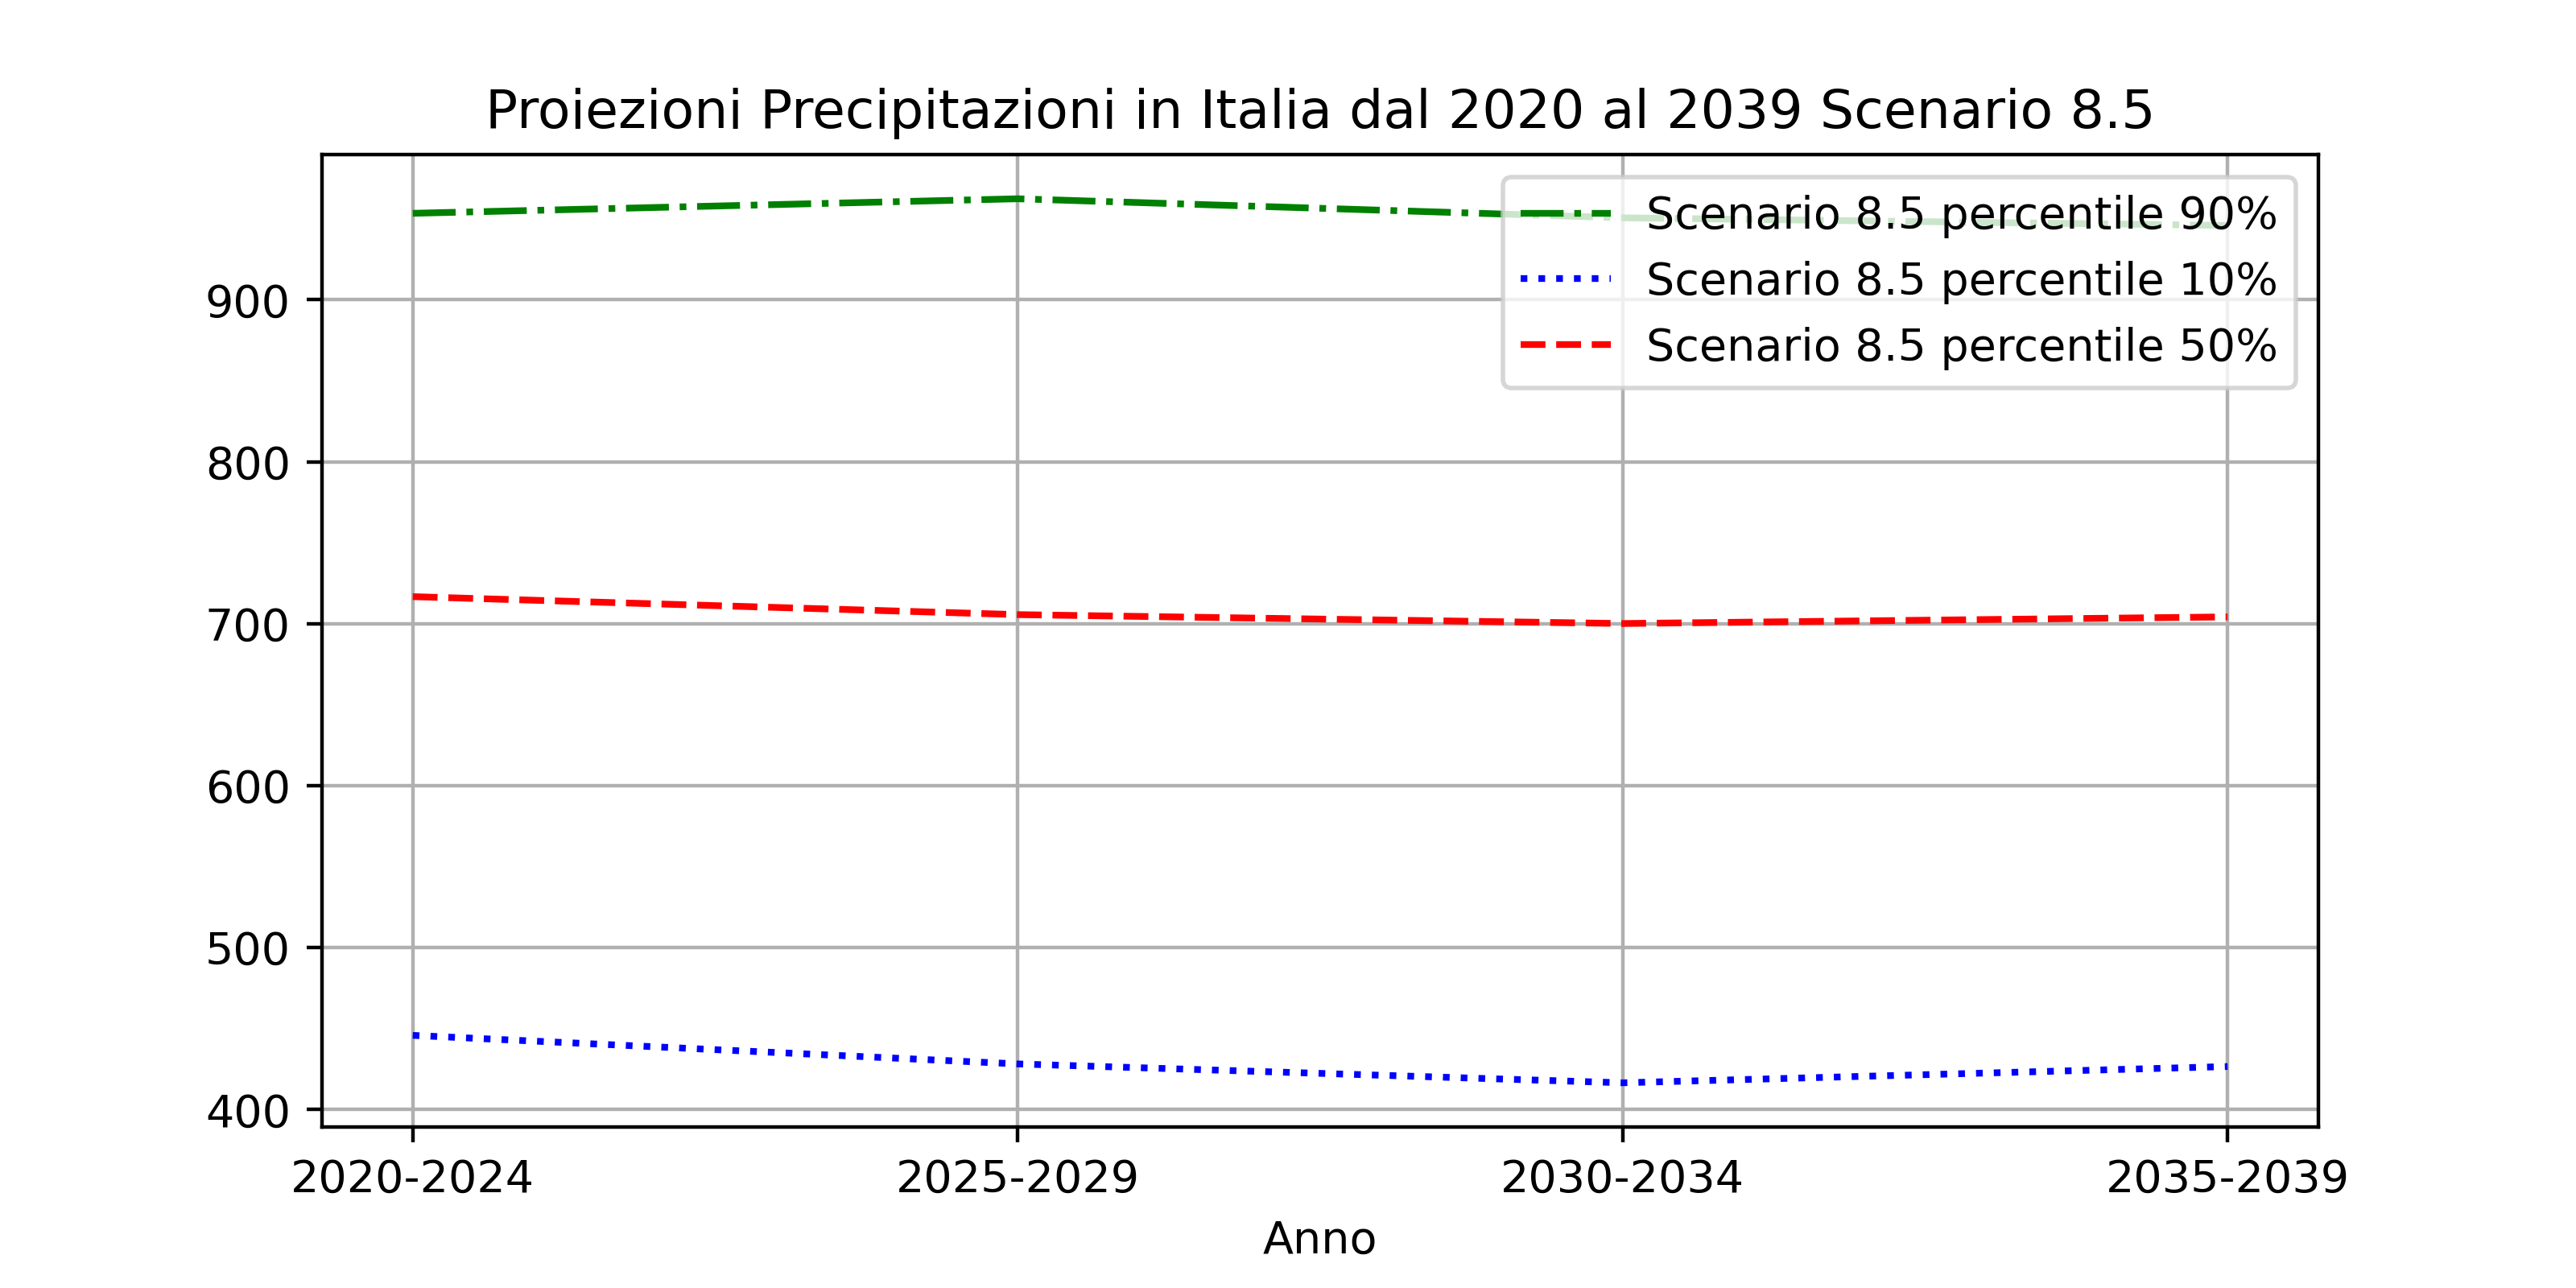 Proiezioni Precipitazioni in Italia dal 2020 al 2039 Scenario 8.5
Scenario 8.5 percentile 90%
Scenario 8.5 percentile 10%
Scenario 8.5 percentile 50%
900
800
700
600
500
400
2020-2024
2025-2029
2030-2034
2035-2039
Anno